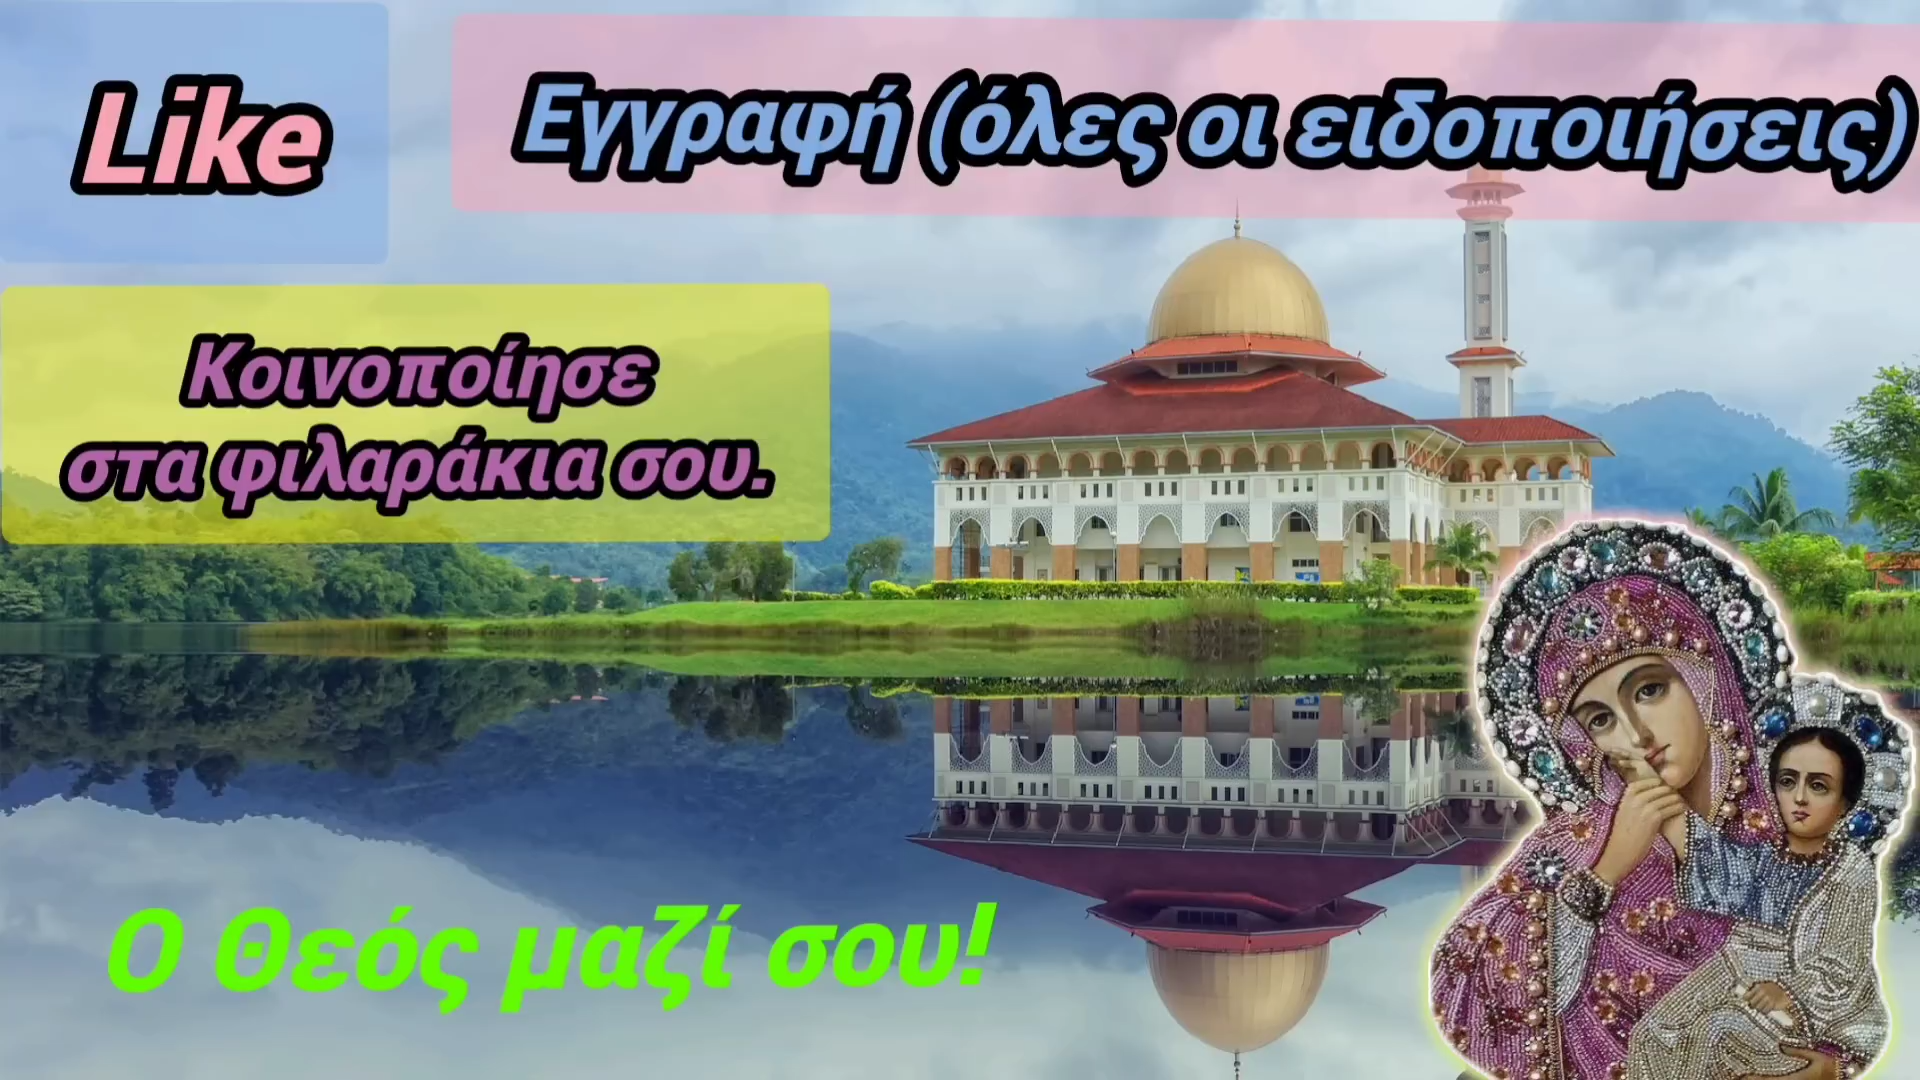 Like
Εγγραφή (όλες οι ειδοποιήσεις)
Κοινοποίησε
στα φιλαράκια σου.
Ο Θεός μαζί σου!